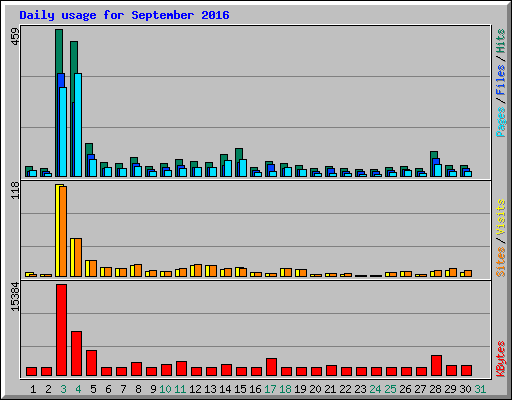 Daily usage for September 2016
459
Pages / Files / Hits
118
Sites / Visits
15384
KBytes
1 2 3 4 5 6 7 8 9 10 11 12 13 14 15 16 17 18 19 20 21 22 23 24 25 26 27 28 29 30 31